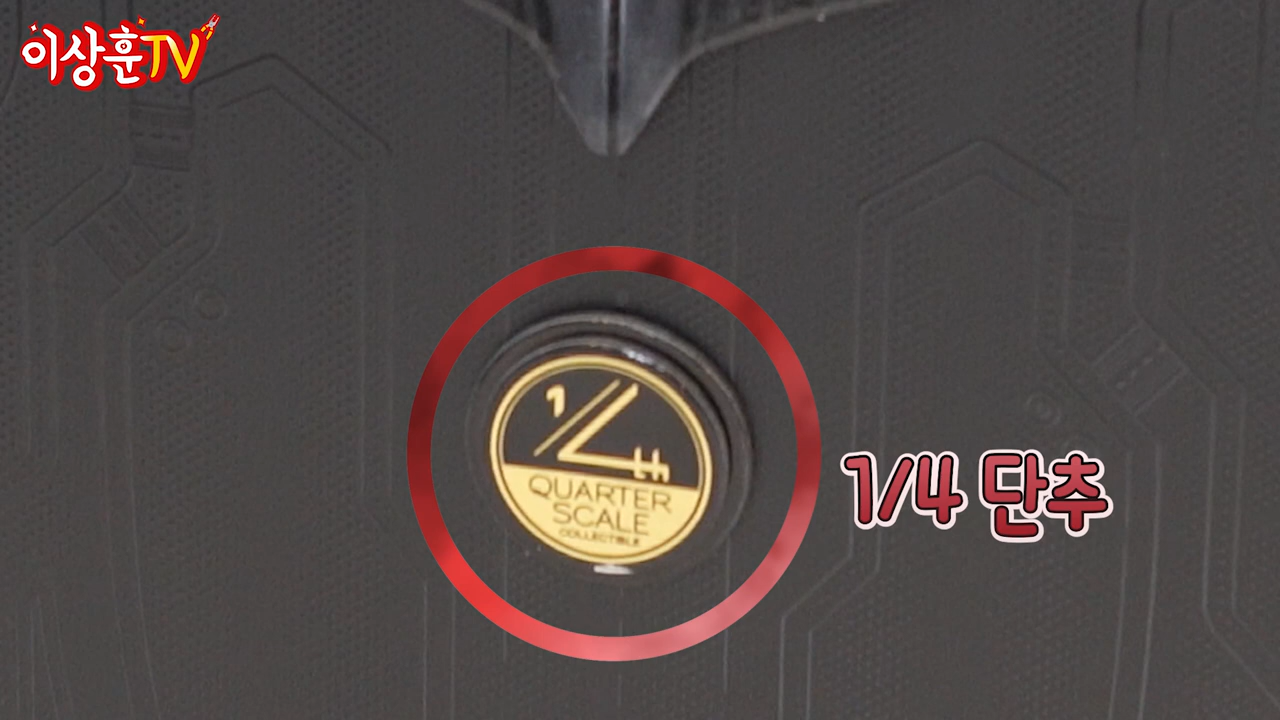 이상훈TV
1/4th
QUARTER
SCALE
COLLECTIBLE
1/4 단추